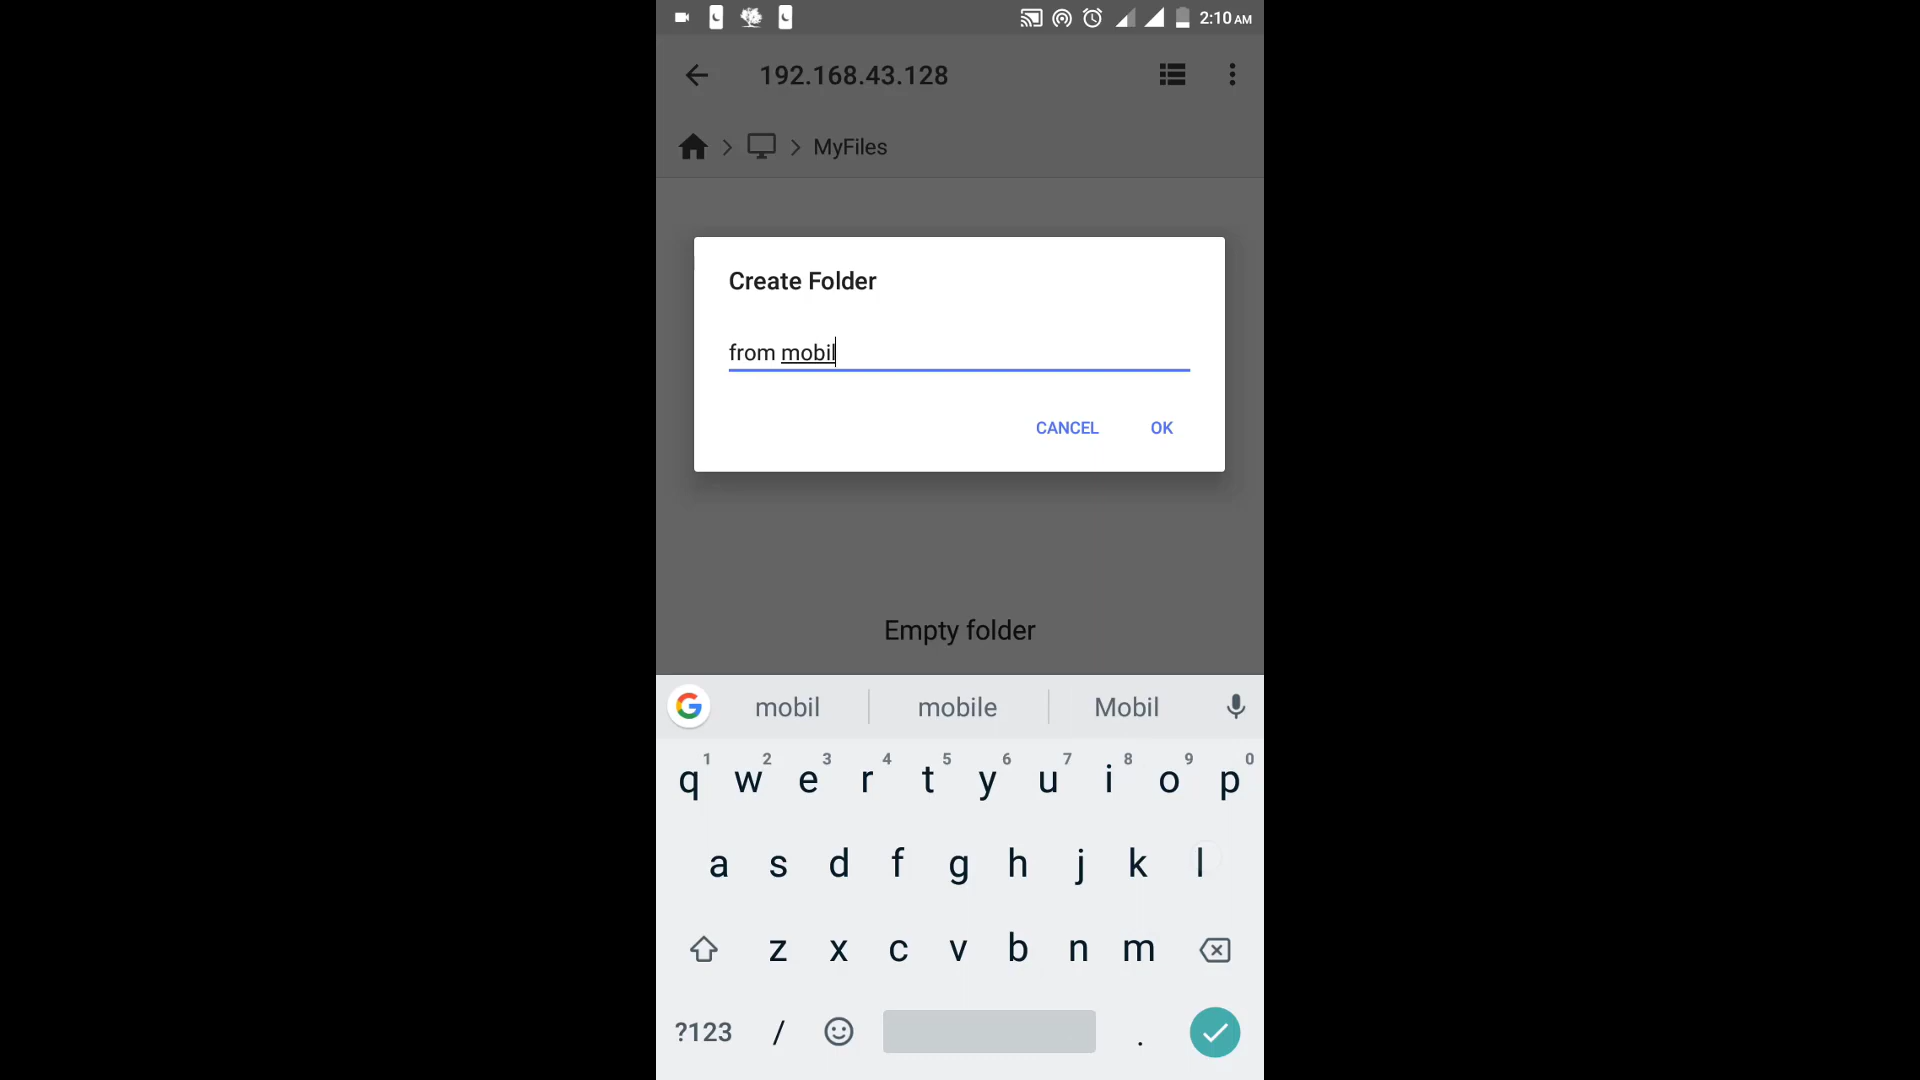 2:10 AM
192.168.43.128
MyFiles
Create Folder
from mobil
CANCEL OK
Empty folder
mobil mobile Mobil
1 2 3 4 5 6 7 8 9 0
q w e r t y u i o p
a s d f g h j k l
z x c v b n m
?123 / .